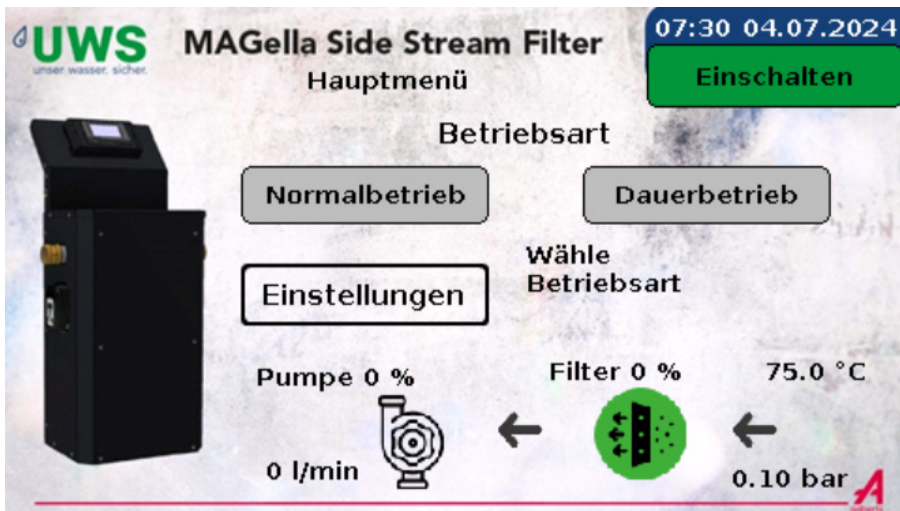 UWS
unser wasser. sicher.
MAGella Side Stream Filter
Hauptmenü
07:30 04.07.2024
Einschalten
Betriebsart
Normalbetrieb
Dauerbetrieb
Einstellungen
Wähle
Betriebsart
Pumpe 0 %
Filter 0 %
75.0 °C
0 l/min
0.10 bar